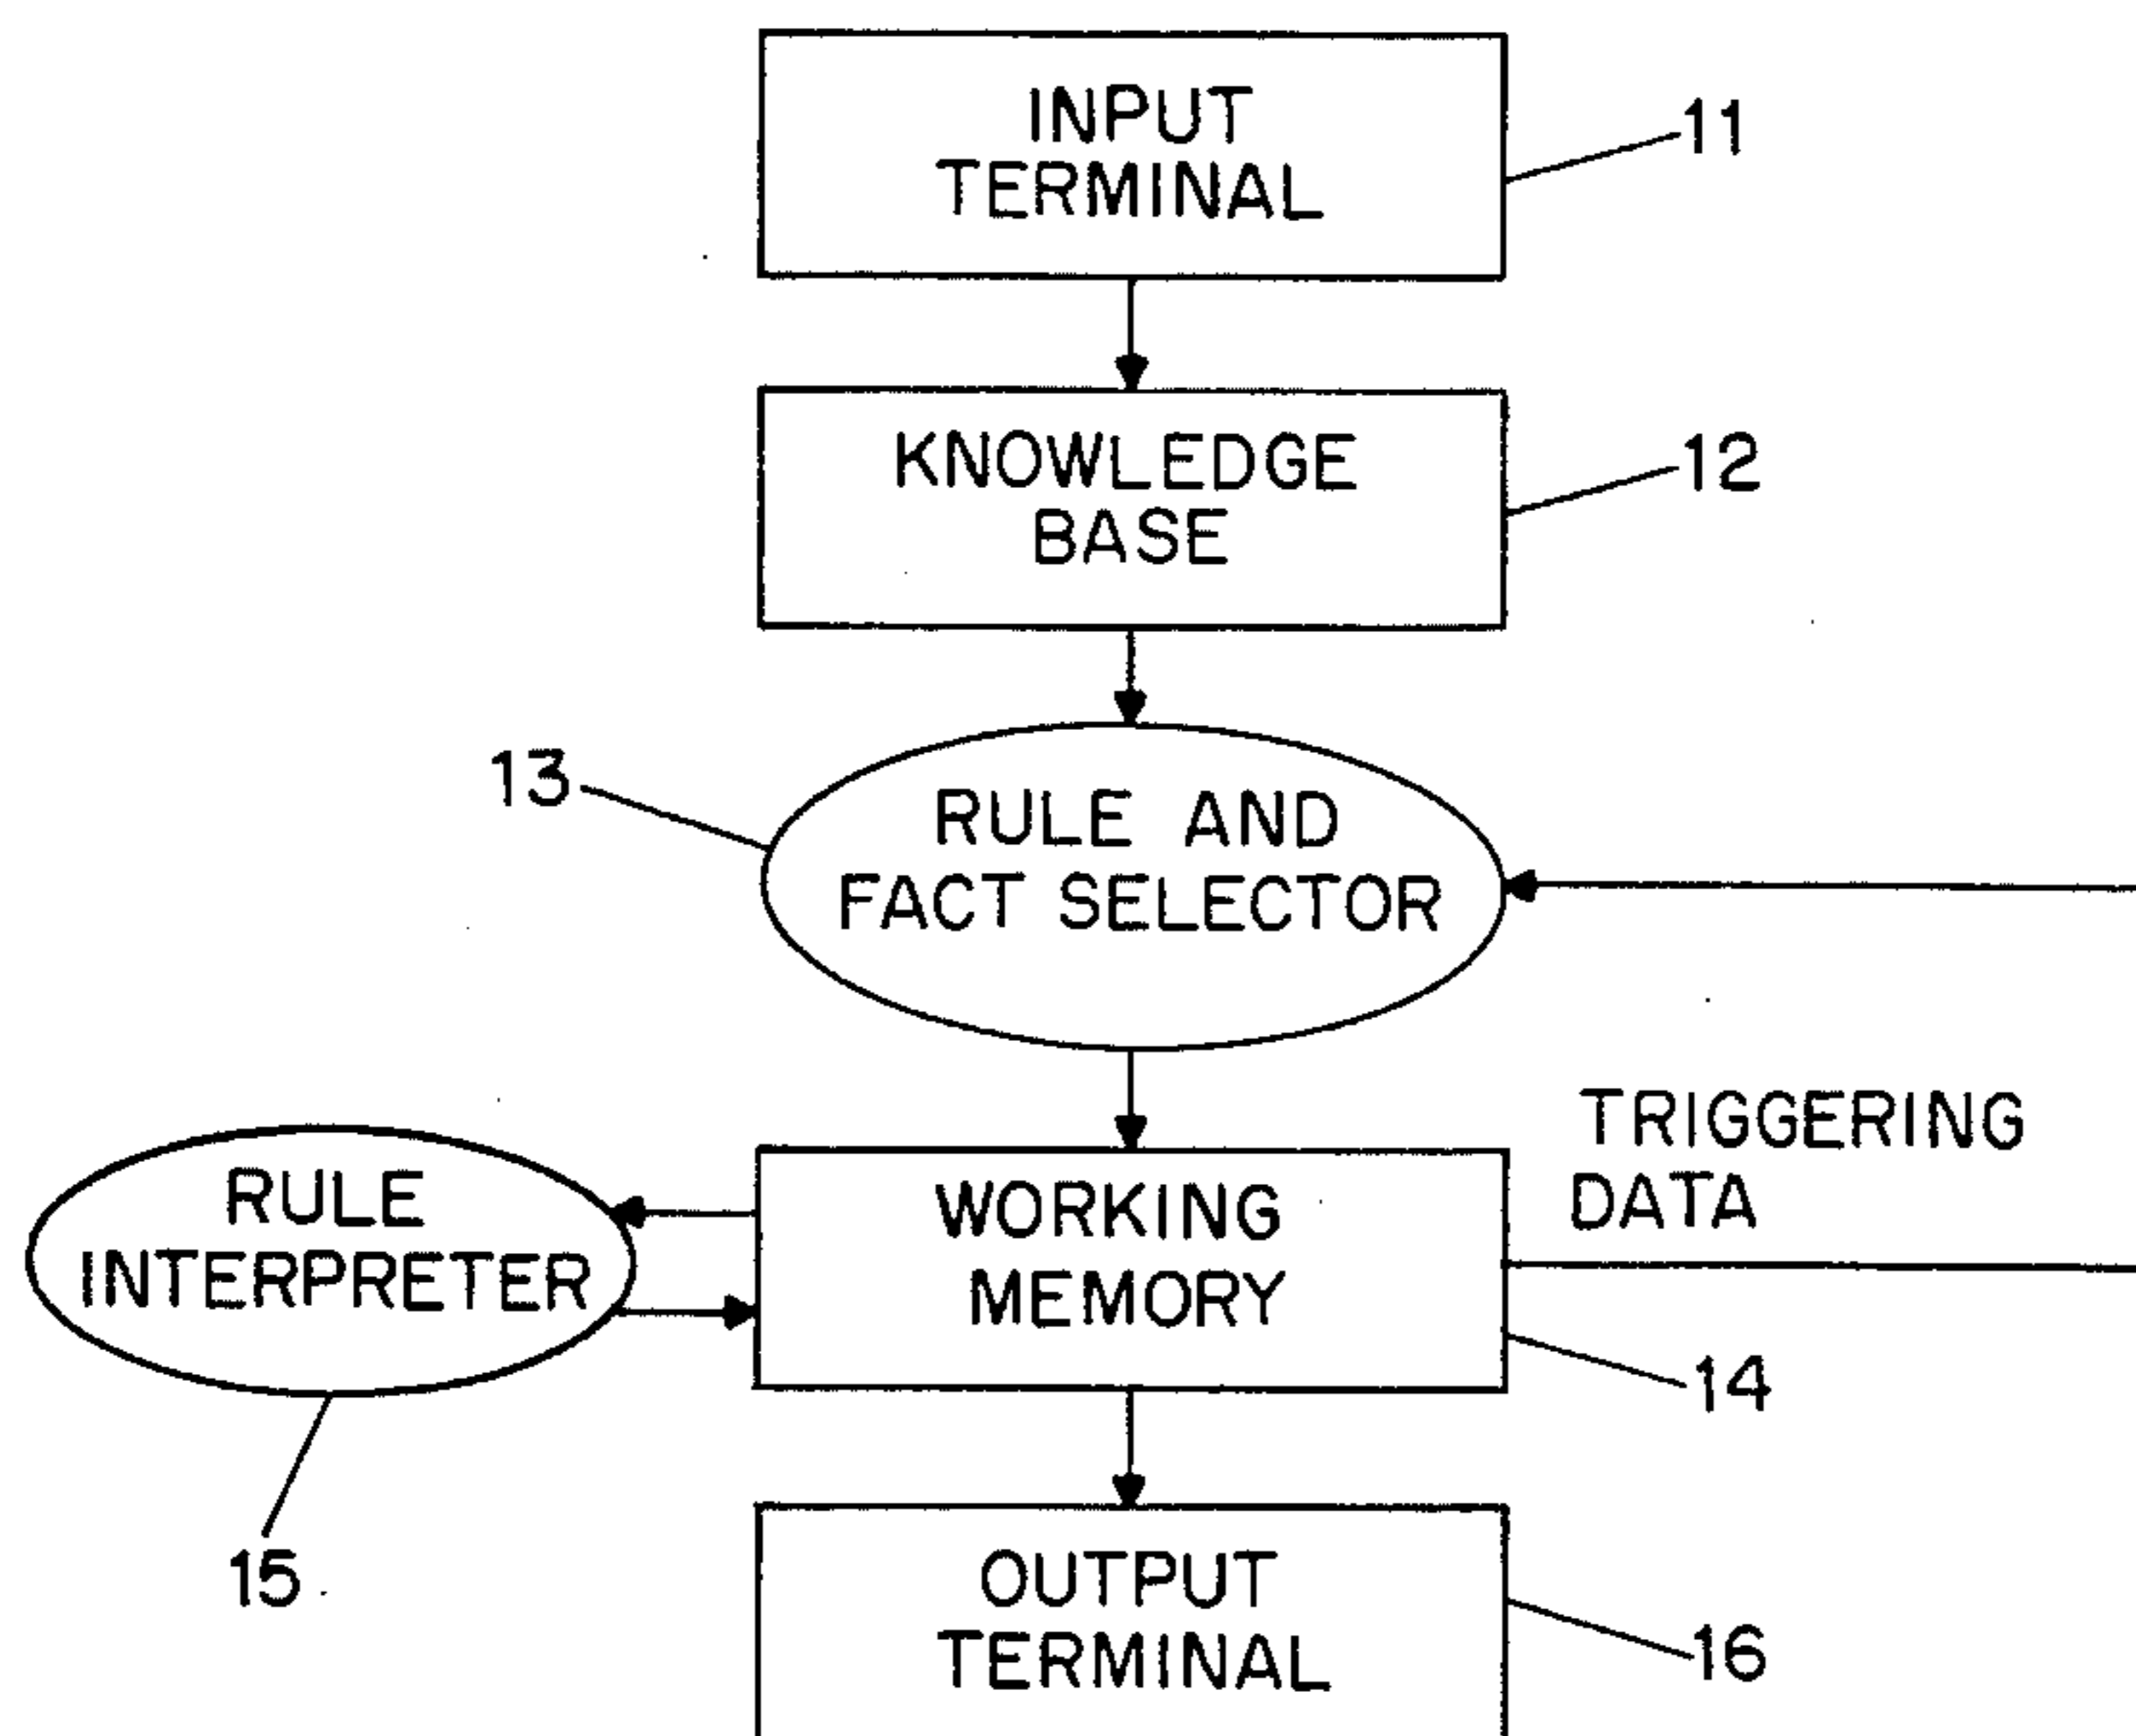 INPUT
TERMINAL
11
KNOWLEDGE
BASE
12
13
RULE AND
FACT SELECTOR
TRIGGERING
DATA
RULE
INTERPRETER
WORKING
MEMORY
14
15
OUTPUT
TERMINAL
16